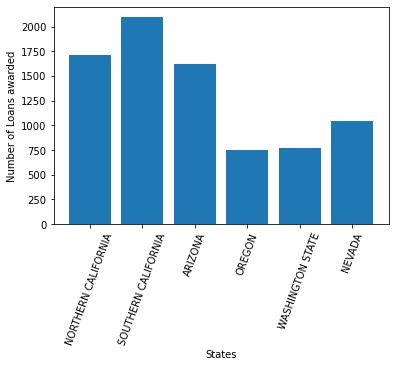 Number of Loans awarded
2000
1750
1500
1250
1000
750
500
250
0
NORTHERN CALIFORNIA
SOUTHERN CALIFORNIA
ARIZONA
OREGON
WASHINGTON STATE
NEVADA
States